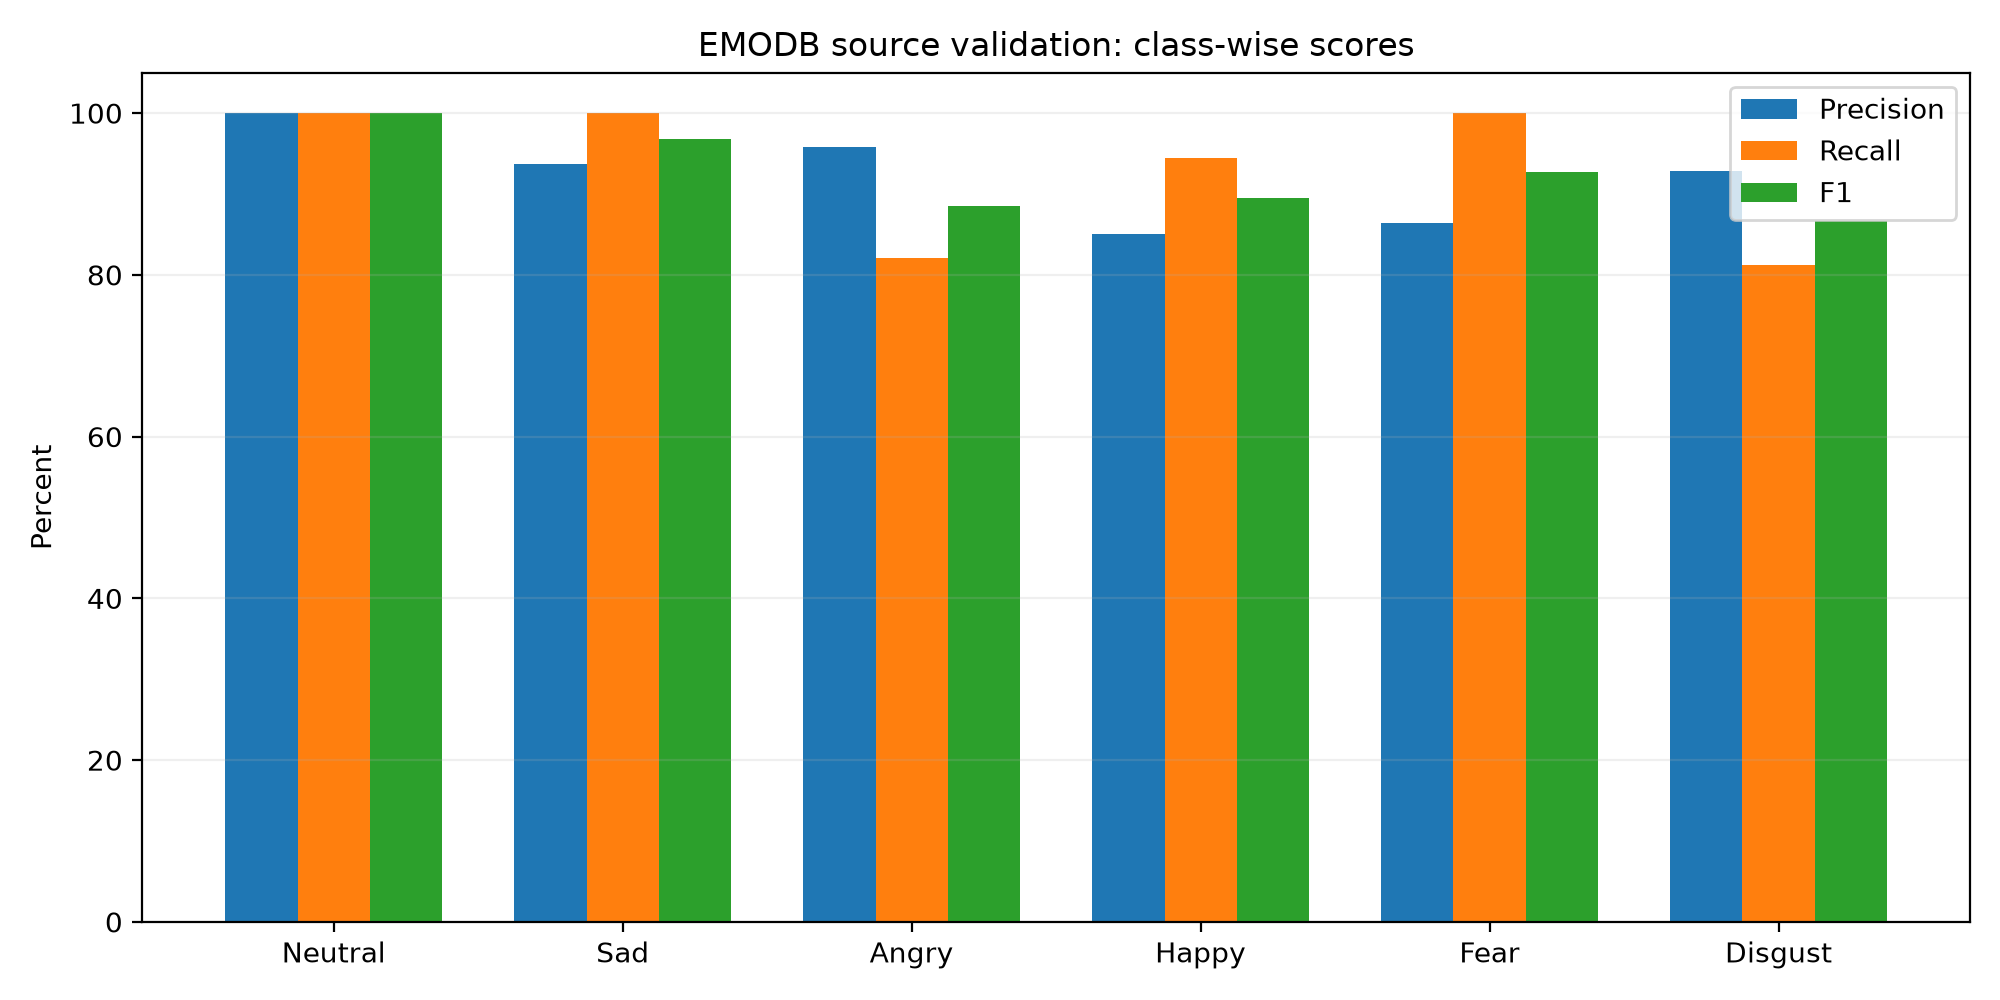 EMODB source validation: class-wise scores
Precision
Recall
F1
100
80
60
40
20
0
Percent
Neutral
Sad
Angry
Happy
Fear
Disgust